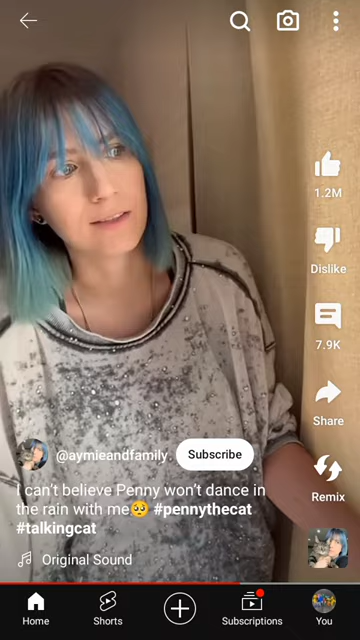 1.2M
Dislike
7.9K
Share
@aymieandfamily
Subscribe
I can't believe Penny won't dance in
the rain with me🥺 #pennythecat
#talkingcat
Remix
Original Sound
Home
Shorts
Subscriptions
You